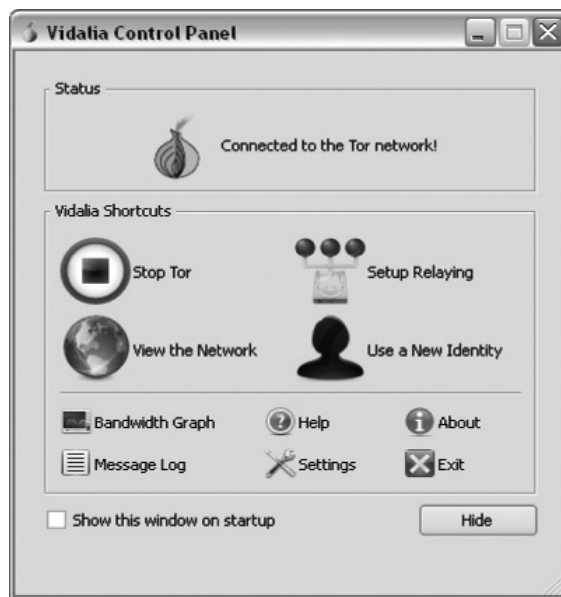 Vidalia Control Panel
Status
Connected to the Tor network!
Vidalia Shortcuts
Stop Tor
Setup Relaying
View the Network
Use a New Identity
Bandwidth Graph
Help
About
Message Log
Settings
Exit
Show this window on startup
Hide